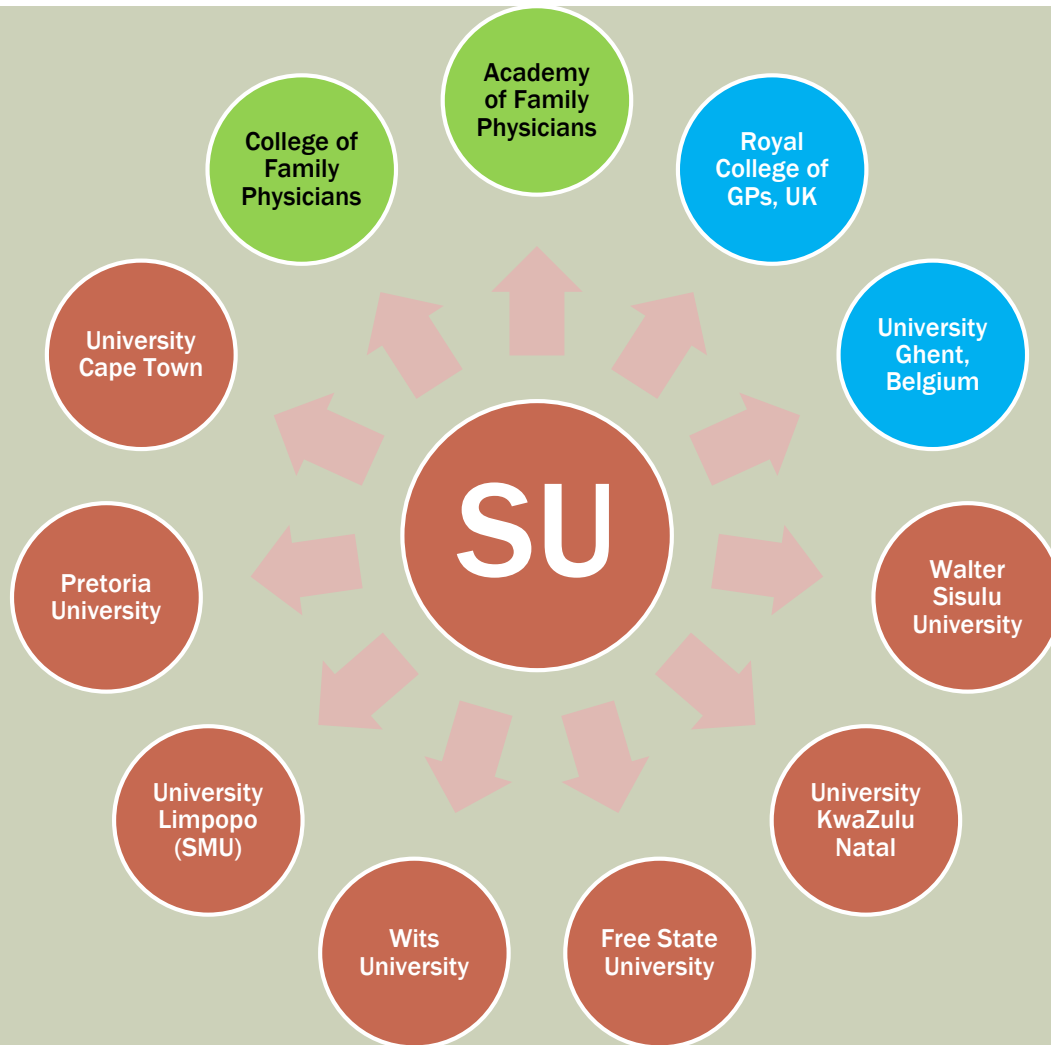 Academy
of Family
Physicians
Royal
College of
GPs, UK
University
Ghent,
Belgium
Walter
Sisulu
University
University
KwaZulu
Natal
Free State
University
Wits
University
University
Limpopo
(SMU)
Pretoria
University
University
Cape Town
College of
Family
Physicians
SU